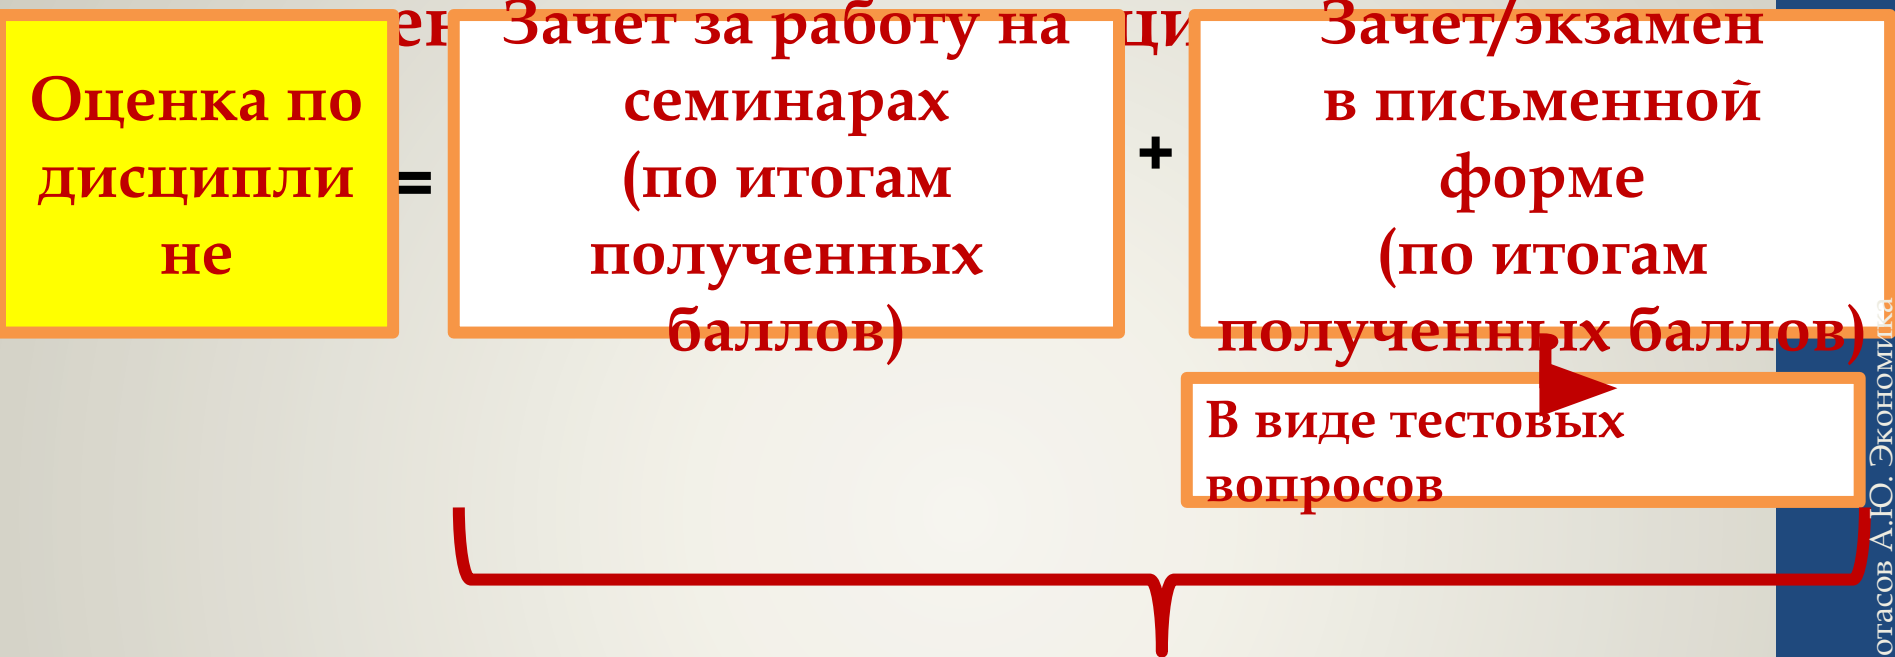 Оценка по
дисципли
не
=
Зачет за работу на
семинарах
(по итогам
полученных
баллов)
+
Зачет/экзамен
в письменной
форме
(по итогам
полученных баллов)
В виде тестовых
вопросов
А.Ю. Экономика